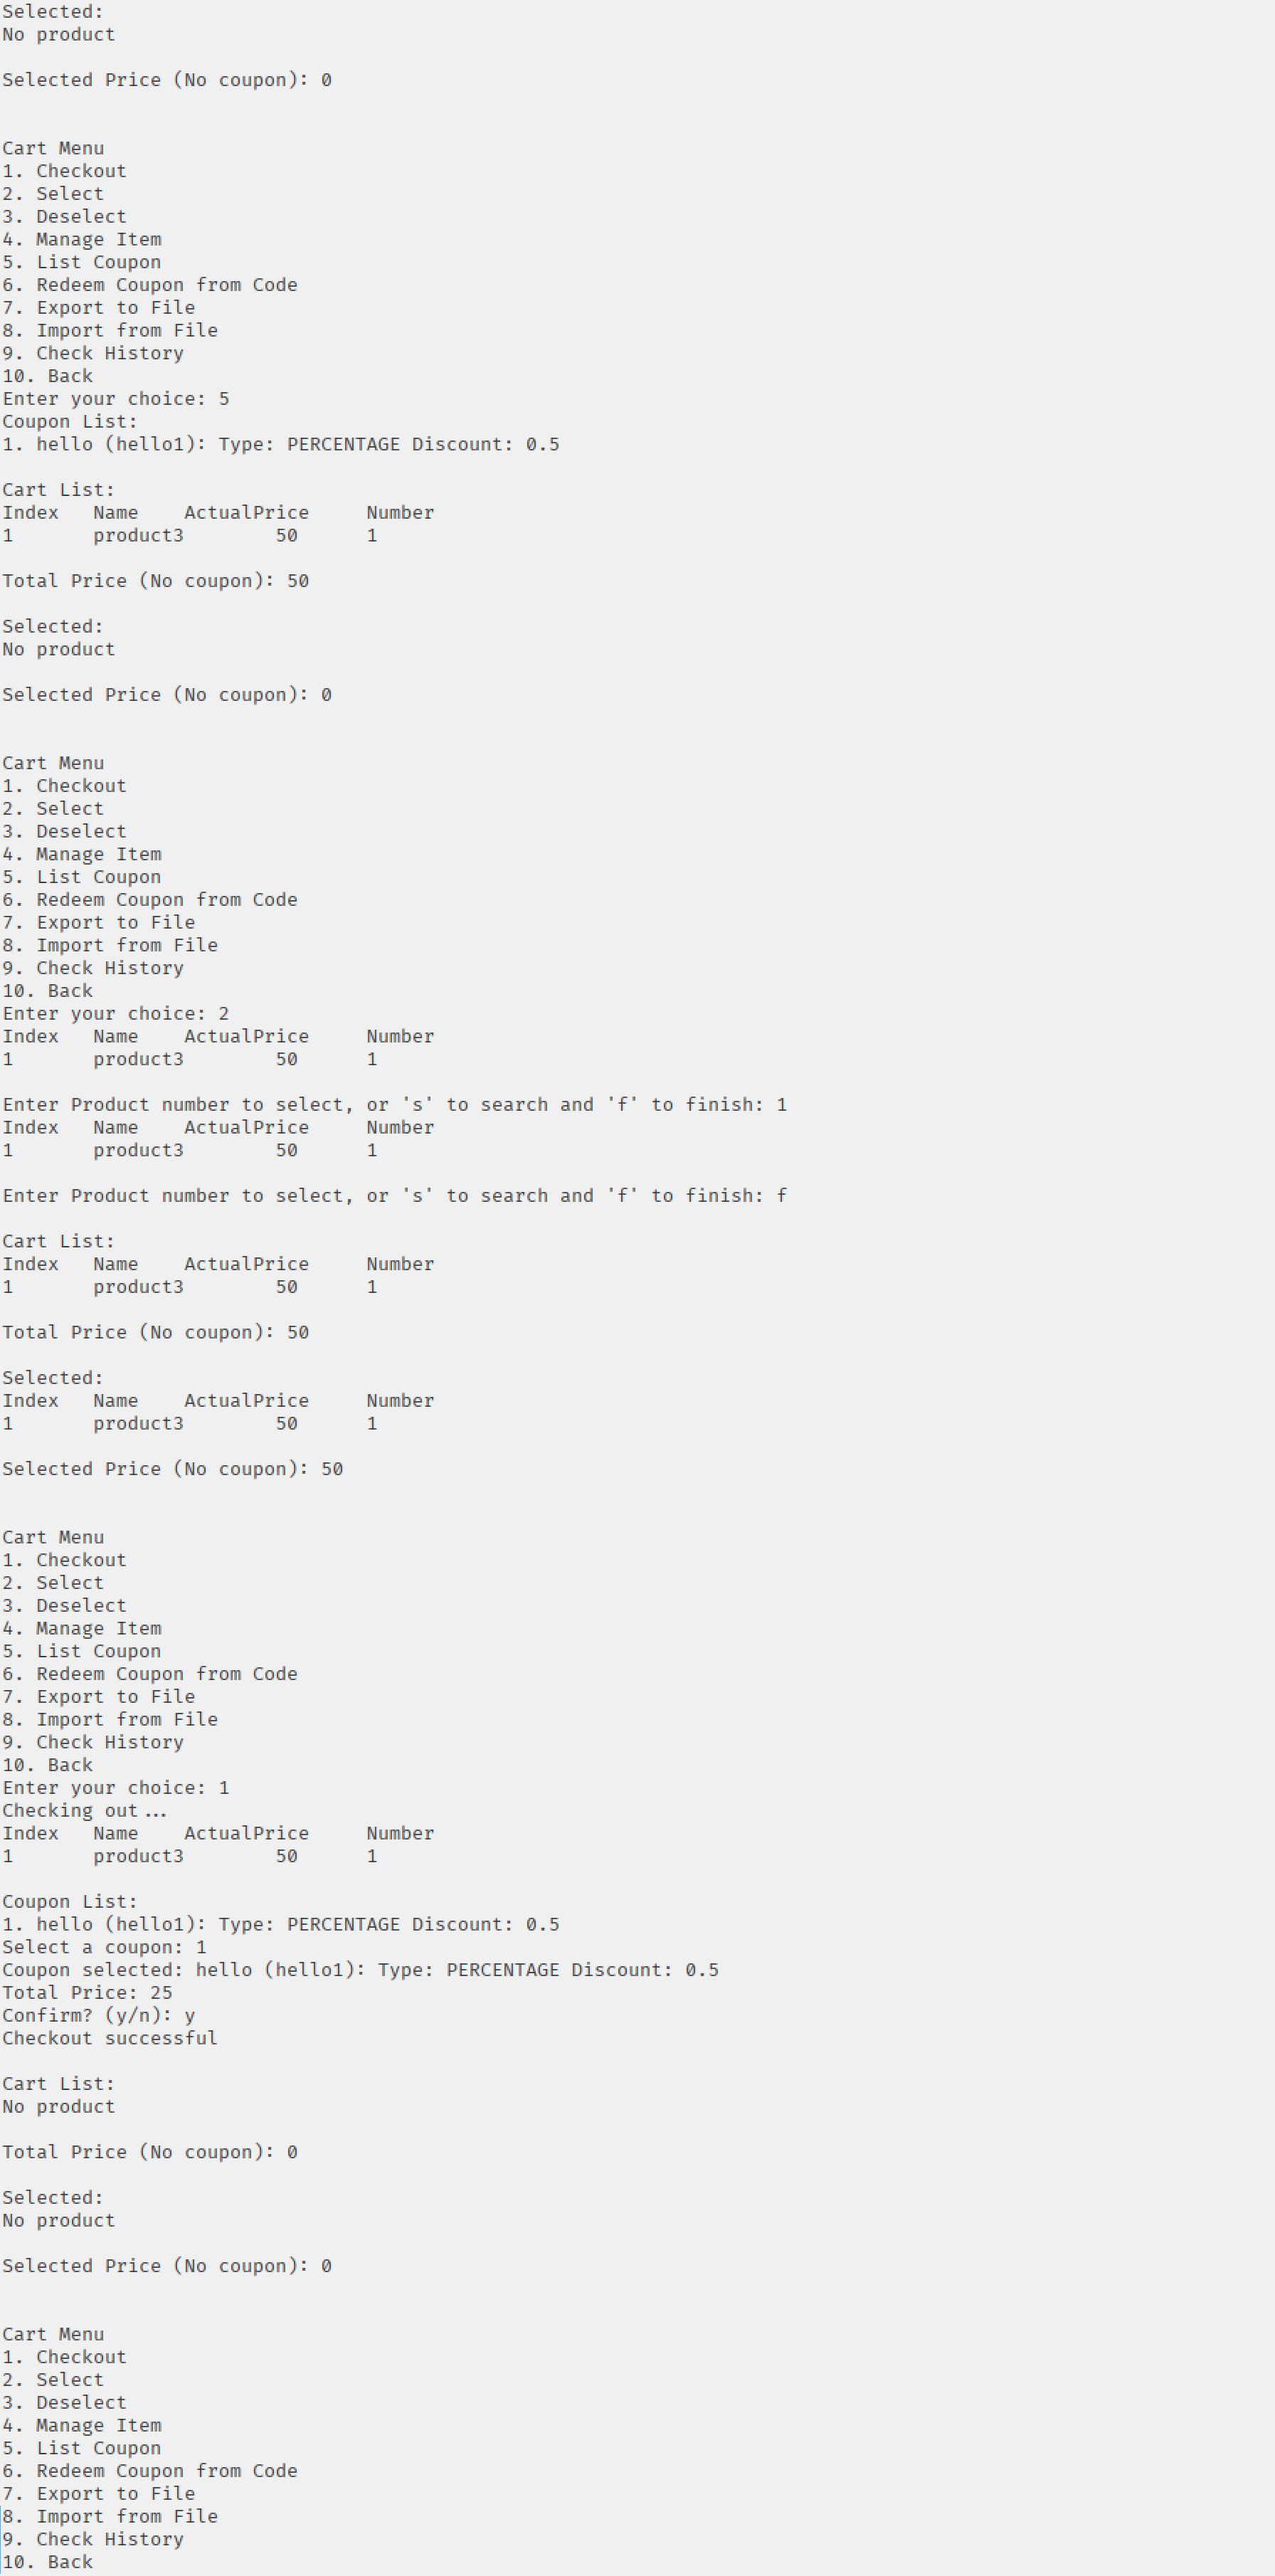 Selected:
No product
Selected Price (No coupon): 0
Cart Menu
1. Checkout
2. Select
3. Deselect
4. Manage Item
5. List Coupon
6. Redeem Coupon from Code
7. Export to File
8. Import from File
9. Check History
10. Back
Enter your choice: 5
Coupon List:
1. hello (hello1): Type: PERCENTAGE Discount: 0.5
Cart List:
Index   Name    ActualPrice     Number
1       product3        50      1
Total Price (No coupon): 50
Selected:
No product
Selected Price (No coupon): 0
Cart Menu
1. Checkout
2. Select
3. Deselect
4. Manage Item
5. List Coupon
6. Redeem Coupon from Code
7. Export to File
8. Import from File
9. Check History
10. Back
Enter your choice: 2
Index   Name    ActualPrice     Number
1       product3        50      1
Enter Product number to select, or 's' to search and 'f' to finish: 1
Index   Name    ActualPrice     Number
1       product3        50      1
Enter Product number to select, or 's' to search and 'f' to finish: f
Cart List:
Index   Name    ActualPrice     Number
1       product3        50      1
Total Price (No coupon): 50
Selected:
Index   Name    ActualPrice     Number
1       product3        50      1
Selected Price (No coupon): 50
Cart Menu
1. Checkout
2. Select
3. Deselect
4. Manage Item
5. List Coupon
6. Redeem Coupon from Code
7. Export to File
8. Import from File
9. Check History
10. Back
Enter your choice: 1
Checking out...
Index   Name    ActualPrice     Number
1       product3        50      1
Coupon List:
1. hello (hello1): Type: PERCENTAGE Discount: 0.5
Select a coupon: 1
Coupon selected: hello (hello1): Type: PERCENTAGE Discount: 0.5
Total Price: 25
Confirm? (y/n): y
Checkout successful
Cart List:
No product
Total Price (No coupon): 0
Selected:
No product
Selected Price (No coupon): 0
Cart Menu
1. Checkout
2. Select
3. Deselect
4. Manage Item
5. List Coupon
6. Redeem Coupon from Code
7. Export to File
8. Import from File
9. Check History
10. Back